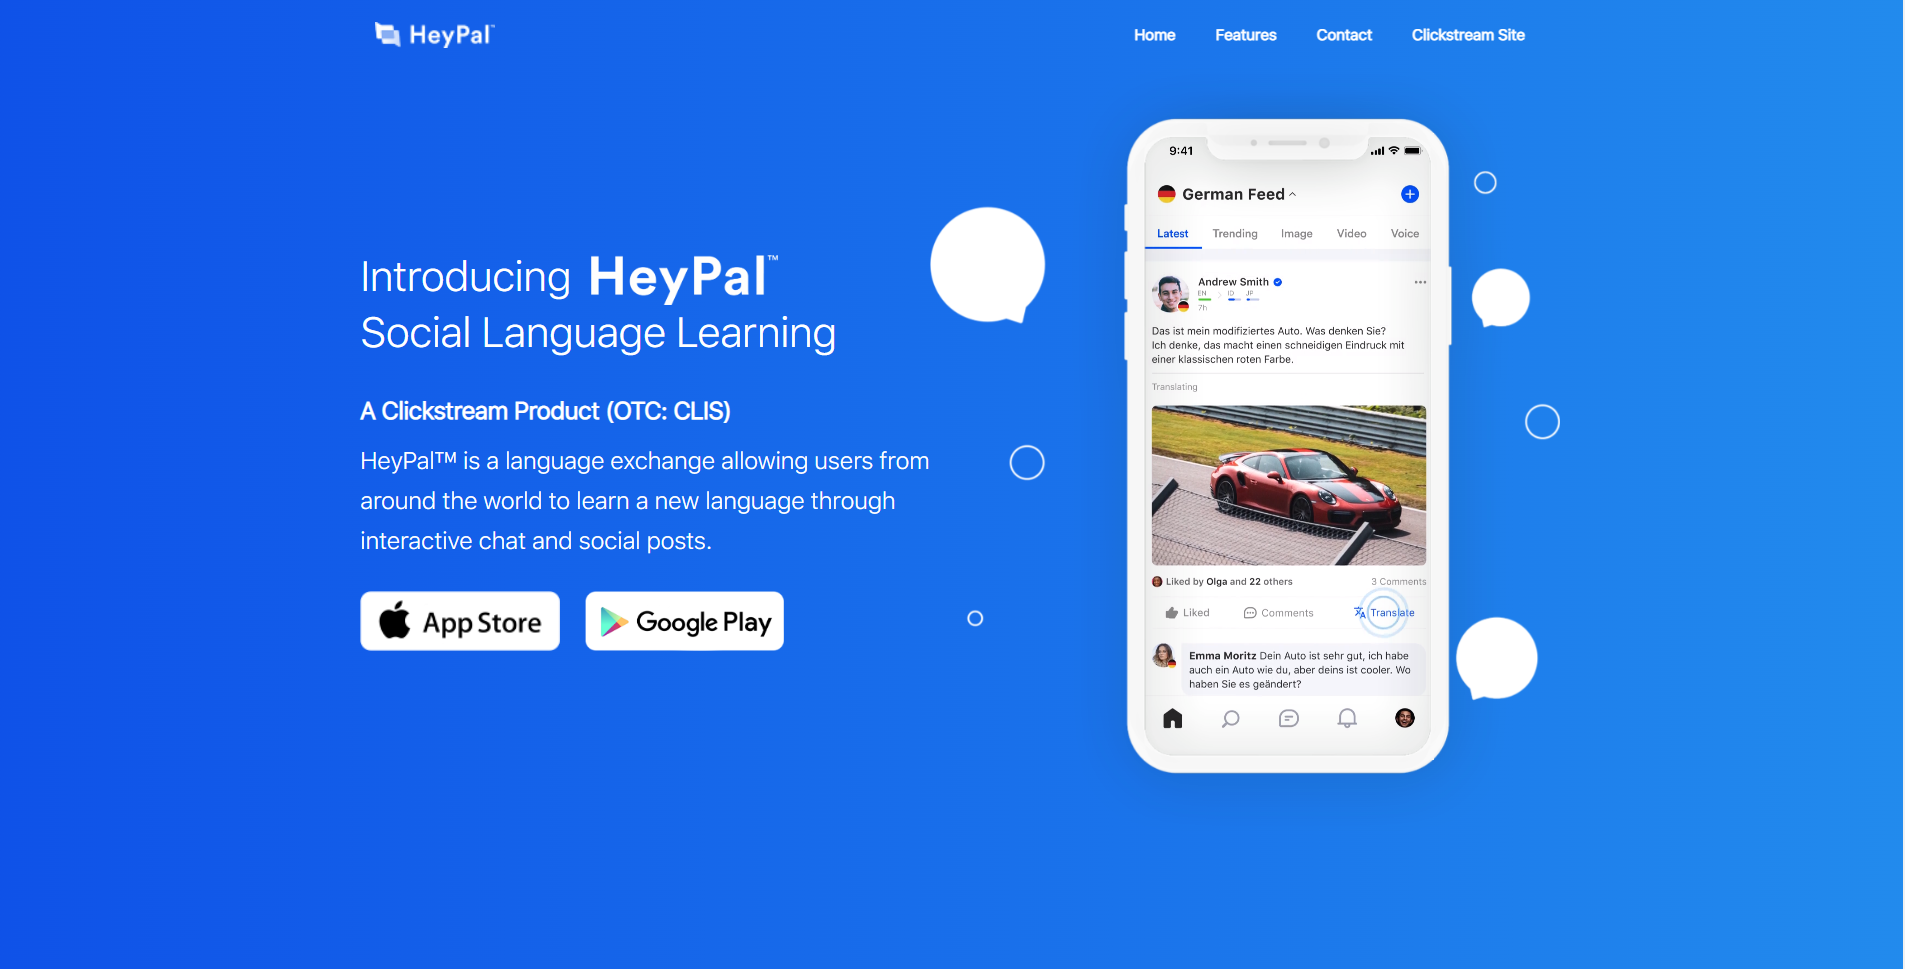 HeyPal™
Home Features Contact Clickstream Site
Introducing HeyPal™
Social Language Learning
A Clickstream Product (OTC: CLIS)
HeyPal™ is a language exchange allowing users from
around the world to learn a new language through
interactive chat and social posts.
App Store Google Play
9:41
German Feed
Latest Trending Image Video Voice
Andrew Smith
EN ID JP
7h
Das ist mein modifiziertes Auto. Was denken Sie?
Ich denke, das macht einen schneidigen Eindruck mit
einer klassischen roten Farbe.
Translating
Liked by Olga and 22 others 3 Comments
Liked Comments Translate
Emma Moritz Dein Auto ist sehr gut, ich habe
auch ein Auto wie du, aber deins ist cooler. Wo
haben Sie es geändert?